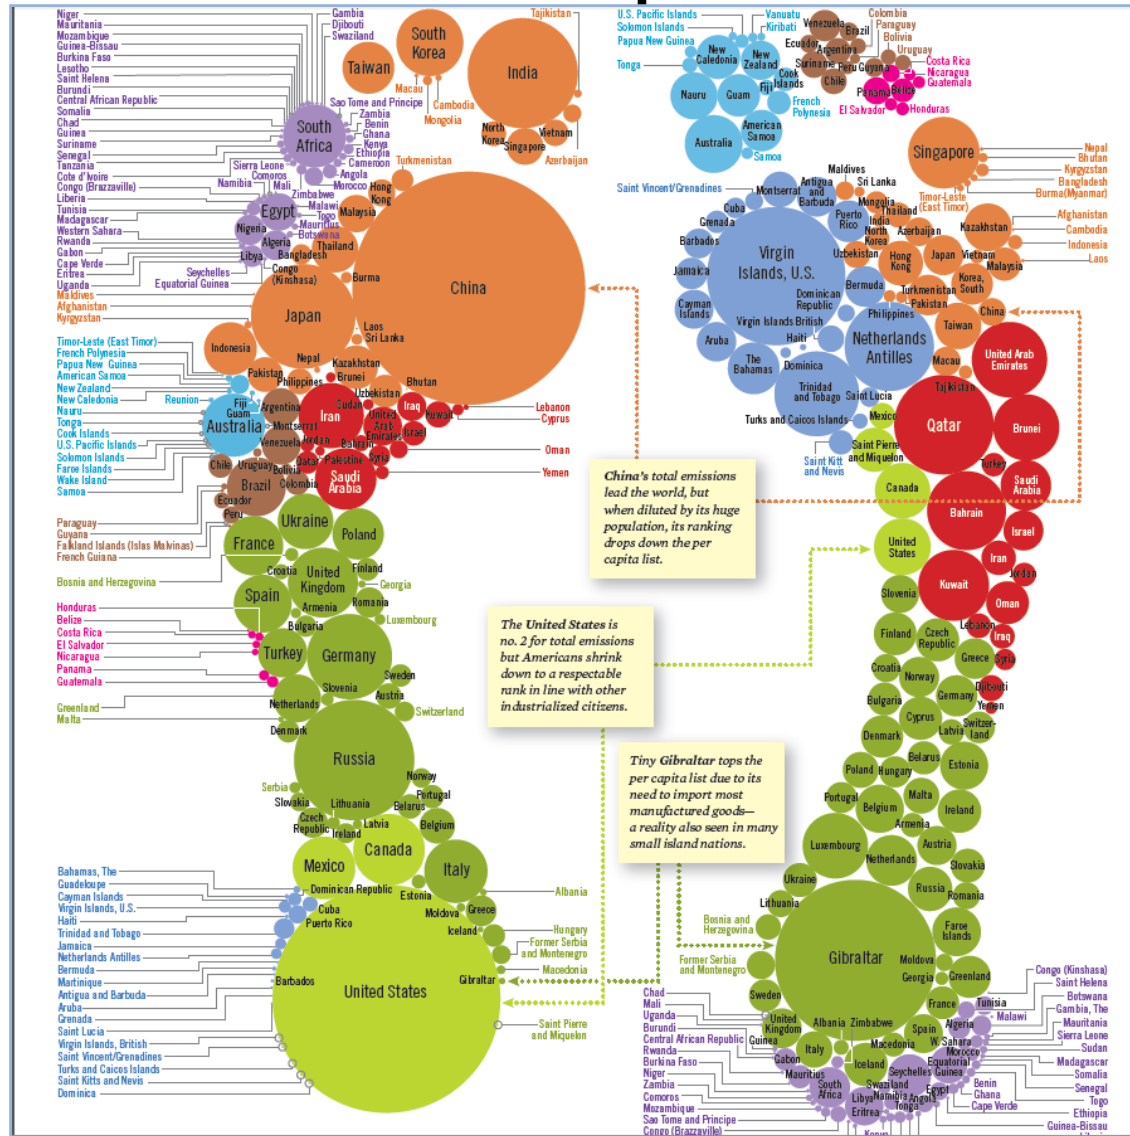 Niger
Mauritania
Mozambique
Guinea-Bissau
Burkina Faso
Lesotho
Saint Helena
Burundi
Central African Republic
Somalia
Chad
Guinea
Suriname
Senegal
Tanzania
Cote d'Ivoire
Congo (Brazzaville)
Liberia
Tunisia
Madagascar
Western Sahara
Rwanda
Gabon
Cape Verde
Eritrea
Uganda
Maldives
Afghanistan
Kyrgyzstan
Gambia
Djibouti
Swaziland
Sao Tome and Principe
Zambia
Benin
Ghana
Kenya
Ethiopia
Cameroon
Angola
Morocco
South
Africa
Sierra Leone
Comoros
Namibia
Mali
Zimbabwe
Malawi
Togo
Mauritius
Botswana
Egypt
Nigeria
Algeria
Libya
Seychelles
Equatorial Guinea
Congo
(Kinshasa)
Taiwan
South
Korea
Macau
Cambodia
Mongolia
Tajikistan
India
North
Korea
Singapore
Vietnam
Azerbaijan
Turkmenistan
Hong
Kong
Malaysia
Thailand
Bangladesh
Burma
China
Japan
Laos
Sri Lanka
Indonesia
Nepal
Pakistan
Philippines
Kazakhstan
Brunei
Bhutan
Uzbekistan
Timor-Leste (East Timor)
French Polynesia
Papua New Guinea
American Samoa
New Zealand
New Caledonia
Nauru
Tonga
Cook Islands
U.S. Pacific Islands
Solomon Islands
Faroe Islands
Wake Island
Samoa
Reunion
Fiji
Guam
Australia
Argentina
Montserrat
Venezuela
Chile
Uruguay
Bolivia
Colombia
Brazil
Ecuador
Peru
Paraguay
Guyana
Falkland Islands (Islas Malvinas)
French Guiana
Iran
Sudan
Iraq
Kuwait
United
Arab
Emirates
Israel
Jordan
Bahrain
Qatar
Palestine
Syria
Saudi
Arabia
Lebanon
Cyprus
Oman
Yemen
Bosnia and Herzegovina
Ukraine
Poland
France
Croatia
United
Kingdom
Finland
Georgia
Spain
Armenia
Romania
Bulgaria
Luxembourg
Honduras
Belize
Costa Rica
El Salvador
Nicaragua
Panama
Guatemala
Turkey
Germany
Sweden
Slovenia
Austria
Netherlands
Switzerland
Greenland
Malta
Denmark
Russia
Norway
Serbia
Slovakia
Lithuania
Portugal
Belarus
Czech
Republic
Ireland
Latvia
Belgium
Mexico
Canada
Italy
Estonia
Albania
Moldova
Greece
Iceland
Hungary
Former Serbia
and Montenegro
Macedonia
Gibraltar
United States
Saint Pierre
and Miquelon
Bahamas, The
Guadeloupe
Cayman Islands
Virgin Islands, U.S.
Haiti
Trinidad and Tobago
Jamaica
Netherlands Antilles
Bermuda
Martinique
Antigua and Barbuda
Aruba
Grenada
Saint Lucia
Virgin Islands, British
Saint Vincent/Grenadines
Turks and Caicos Islands
Saint Kitts and Nevis
Dominica
Dominican Republic
Cuba
Puerto Rico
Barbados
China's total emissions
lead the world, but
when diluted by its huge
population, its ranking
drops down the per
capita list.
The United States is
no. 2 for total emissions
but Americans shrink
down to a respectable
rank in line with other
industrialized citizens.
Tiny Gibraltar tops the
per capita list due to its
need to import most
manufactured goods—
a reality also seen in many
small island nations.
U.S. Pacific Islands
Solomon Islands
Papua New Guinea
Tonga
Vanuatu
Kiribati
New
Caledonia
New
Zealand
Nauru
Guam
Fiji
Cook
Islands
French
Polynesia
Australia
American
Samoa
Samoa
Venezuela
Colombia
Paraguay
Brazil
Bolivia
Ecuador
Argentina
Uruguay
Suriname
Peru
Guyana
Chile
Costa Rica
Nicaragua
Guatemala
Panama
Belize
El Salvador
Honduras
Singapore
Nepal
Bhutan
Kyrgyzstan
Bangladesh
Burma(Myanmar)
Timor-Leste
(East Timor)
Saint Vincent/Grenadines
Maldives
Montserrat
Antigua
and
Barbuda
Sri Lanka
Mongolia
Cuba
Grenada
Puerto
Rico
Thailand
India
North
Korea
Azerbaijan
Kazakhstan
Afghanistan
Cambodia
Indonesia
Laos
Barbados
Virgin
Islands, U.S.
Uzbekistan
Hong
Kong
Japan
Vietnam
Malaysia
Jamaica
Bermuda
Korea,
South
Dominican
Republic
Turkmenistan
Pakistan
Cayman
Islands
Virgin Islands British
Philippines
China
Taiwan
Aruba
Haiti
Netherlands
Antilles
The
Bahamas
Dominica
Macau
United Arab
Emirates
Trinidad
and Tobago
Saint Lucia
Tajikistan
Turks and Caicos Islands
Mexico
Qatar
Brunei
Saint Kitt
and Nevis
Saint Pierre
and Miquelon
Turkey
Canada
Saudi
Arabia
Bahrain
Israel
United
States
Iran
Jordan
Kuwait
Slovenia
Oman
Lebanon
Iraq
Finland
Czech
Republic
Greece
Syria
Croatia
Norway
Djibouti
Yemen
Bulgaria
Germany
Cyprus
Switzer-
land
Latvia
Denmark
Belarus
Estonia
Poland
Hungary
Portugal
Belgium
Malta
Ireland
Armenia
Luxembourg
Austria
Netherlands
Slovakia
Ukraine
Russia
Romania
Lithuania
Bosnia and
Herzegovina
Faroe
Islands
Gibraltar
Former Serbia
and Montenegro
Moldova
Georgia
Greenland
Sweden
France
Tunisia
Malawi
United
Kingdom
Albania
Zimbabwe
Spain
Algeria
Guinea
Italy
Macedonia
W. Sahara
Morocco
Gabon
Iceland
Equatorial
Guinea
Mauritius
Seychelles
South
Africa
Swaziland
Namibia
Egypt
Libya
Angola
Eritrea
Tonga
Kenya
Chad
Mali
Uganda
Burundi
Central African Republic
Rwanda
Burkina Faso
Niger
Zambia
Comoros
Mozambique
Sao Tome and Principe
Congo (Brazzaville)
Congo (Kinshasa)
Saint Helena
Botswana
Gambia, The
Mauritania
Sierra Leone
Sudan
Madagascar
Somalia
Senegal
Togo
Benin
Ghana
Cape Verde
Ethiopia
Guinea-Bissau